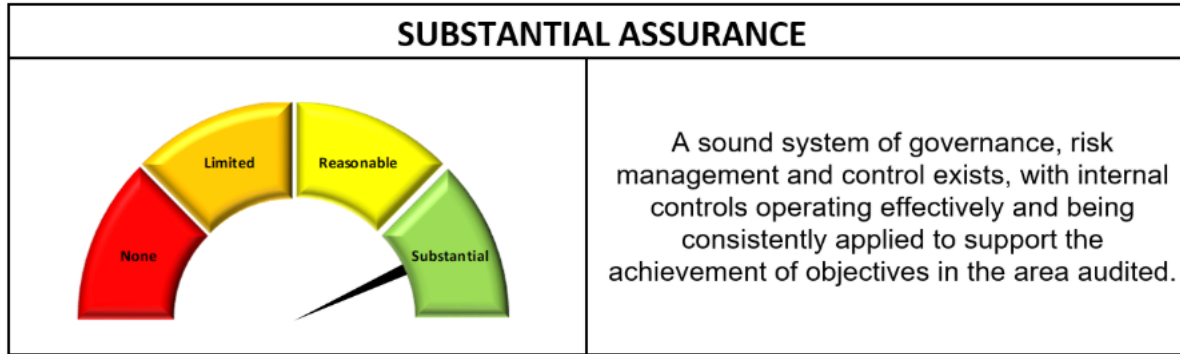 SUBSTANTIAL ASSURANCE
Limited
Reasonable
None
Substantial
A sound system of governance, risk
management and control exists, with internal
controls operating effectively and being
consistently applied to support the
achievement of objectives in the area audited.